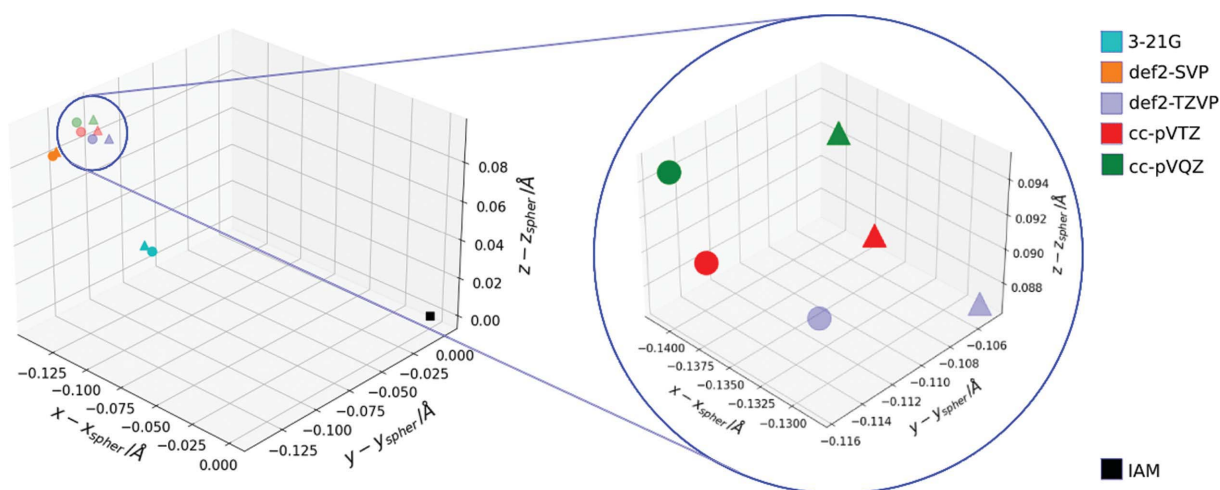 0.08
0.06
0.04
0.02
0.00
z − z_spher/Å
−0.125
−0.100
−0.075
−0.050
−0.025
0.000
x − x_spher/Å
0.000
−0.025
−0.050
−0.075
−0.100
−0.125
y − y_spher/Å
0.094
0.092
0.090
0.088
z − z_spher/Å
−0.1400
−0.1375
−0.1350
−0.1325
−0.1300
x − x_spher/Å
−0.106
−0.108
−0.110
−0.112
−0.114
−0.116
y − y_spher/Å
3-21G
def2-SVP
def2-TZVP
cc-pVTZ
cc-pVQZ
IAM